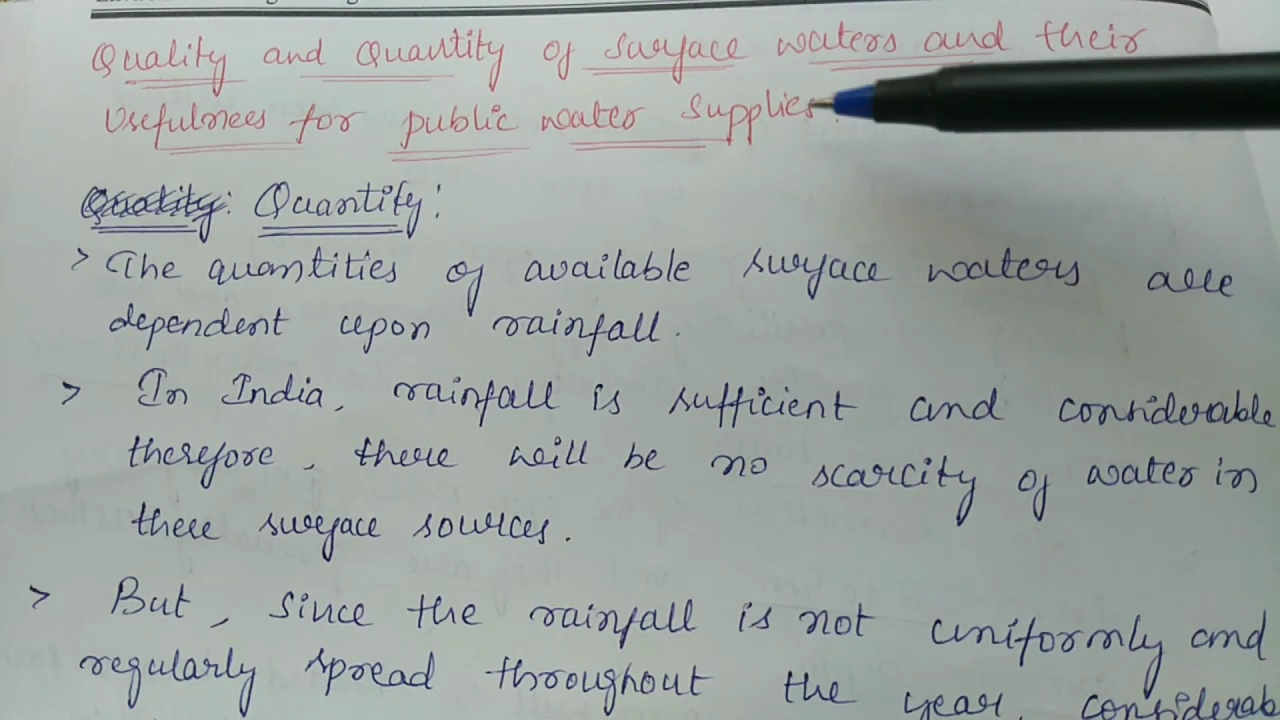 Quality and Quantity of surface waters and their
Usefulness for public water supplies.
Quantity:
> The quantities of available surface waters are
dependent upon rainfall.
> In India, rainfall is sufficient and considerable
therefore, there will be no scarcity of water in
these surface sources.
> But, since the rainfall is not uniformly and
regularly spread throughout the year, considerab